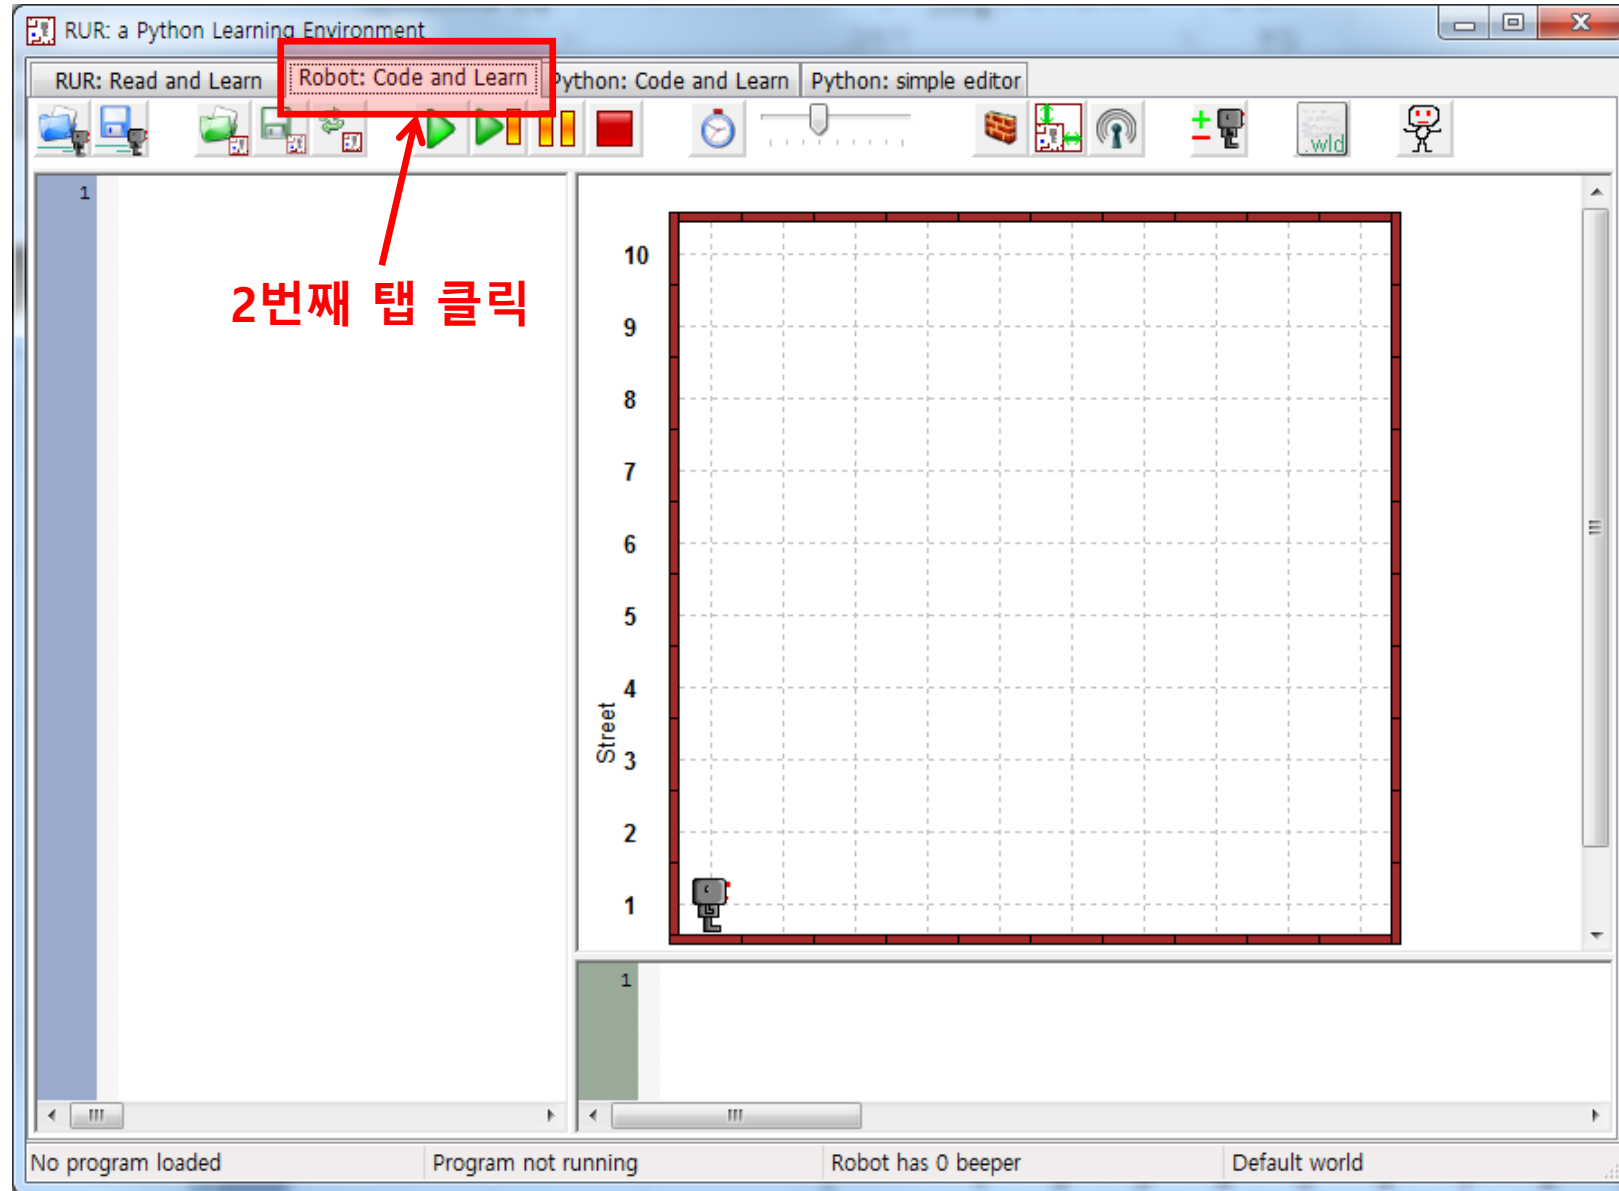 RUR: a Python Learning Environment
RUR: Read and Learn
Robot: Code and Learn
Python: Code and Learn
Python: simple editor
.wld
1
2번째 탭 클릭
10
9
8
7
6
5
4
Street
3
2
1
1
No program loaded
Program not running
Robot has 0 beeper
Default world